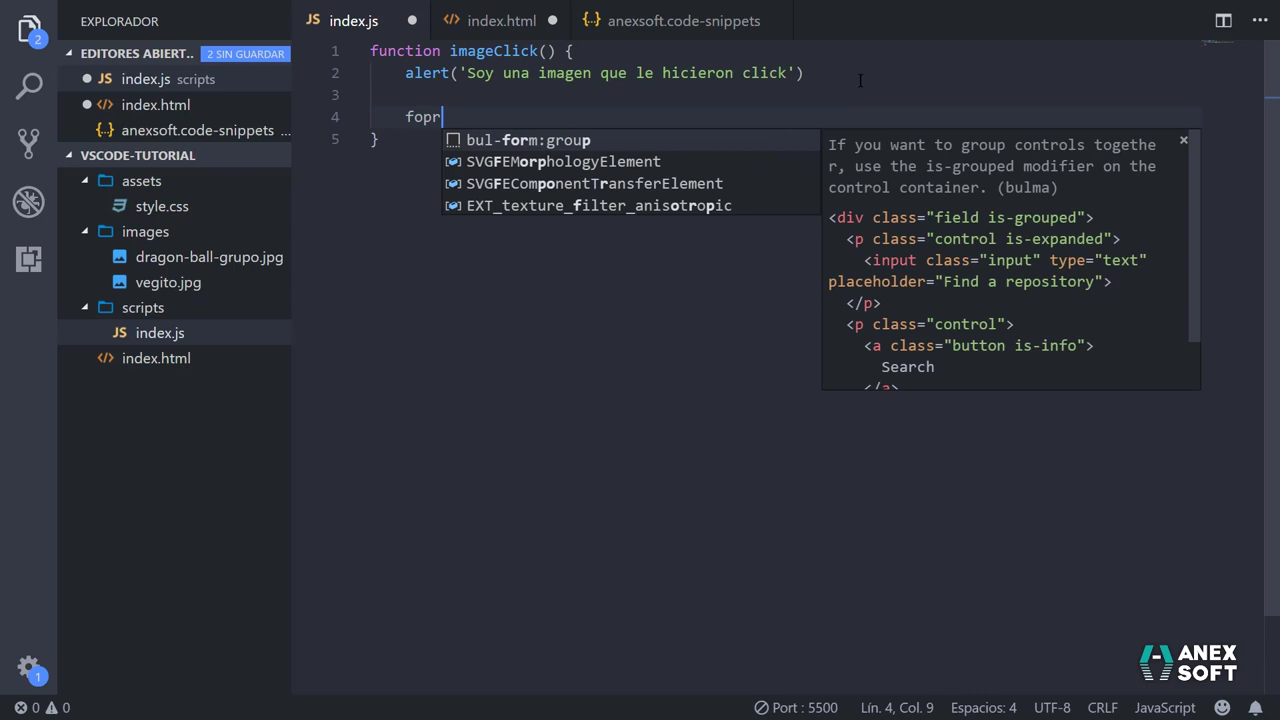 2
EXPLORADOR
EDITORES ABIERT... 2 SIN GUARDAR
JS index.js scripts
</> index.html
{..} anexsoft.code-snippets ...
VSCODE-TUTORIAL
assets
style.css
images
dragon-ball-grupo.jpg
vegito.jpg
scripts
JS index.js
</> index.html
1
JS index.js
</> index.html
{..} anexsoft.code-snippets
1 function imageClick() {
2 alert('Soy una imagen que le hicieron click')
3
4 fopr
5 }
bul-form:group
SVGFEMorphologyElement
SVGFEComponentTransferElement
EXT_texture_filter_anisotropic
If you want to group controls togethe
r, use the is-grouped modifier on the
control container. (bulma)
<div class="field is-grouped">
<p class="control is-expanded">
<input class="input" type="text"
placeholder="Find a repository">
</p>
<p class="control">
<a class="button is-info">
Search
</a>
ANEX
SOFT
0 0 Port : 5500 Lín. 4, Col. 9 Espacios: 4 UTF-8 CRLF JavaScript